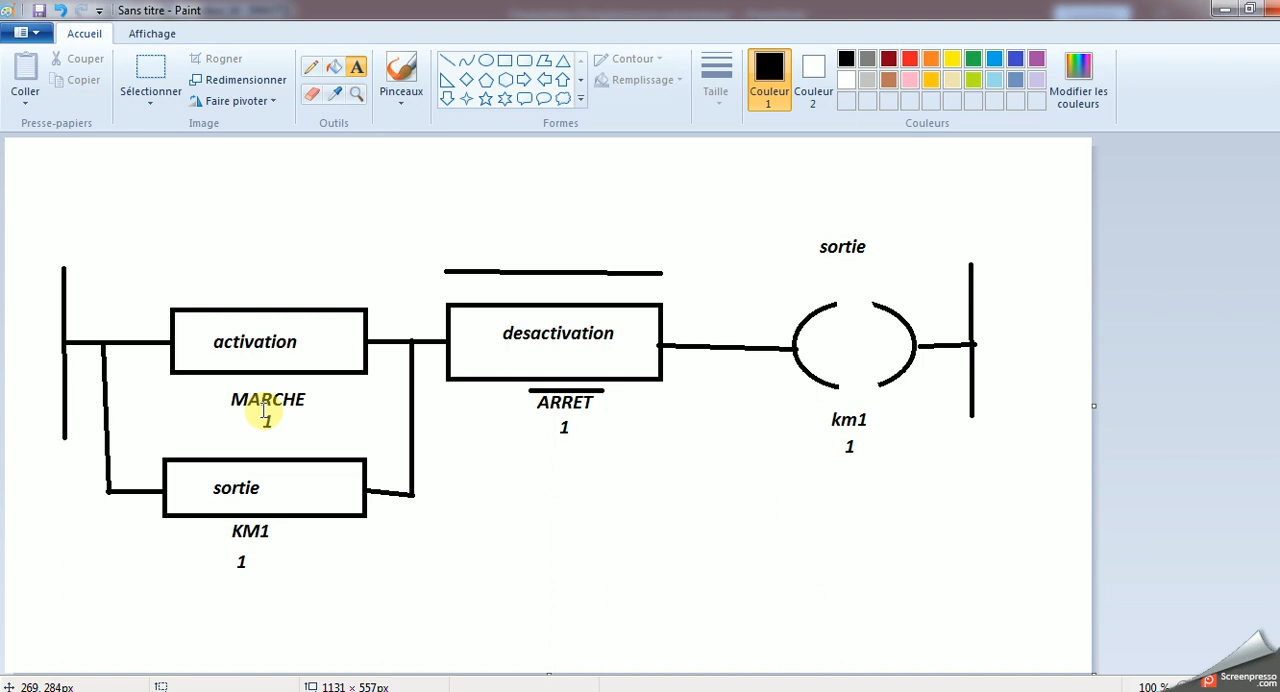 Sans titre - Paint
Accueil
Affichage
Coller
Couper
Copier
Presse-papiers
Sélectionner
Rogner
Redimensionner
Faire pivoter
Image
A
Outils
Pinceaux
Contour
Remplissage
Formes
Taille
Couleur
1
Couleur
2
Modifier les
couleurs
Couleurs
sortie
activation
desactivation
MARCHE
1
ARRET
1
km1
1
sortie
KM1
1
269, 284px
1131 × 557px
100 %
Screenpresso
.com